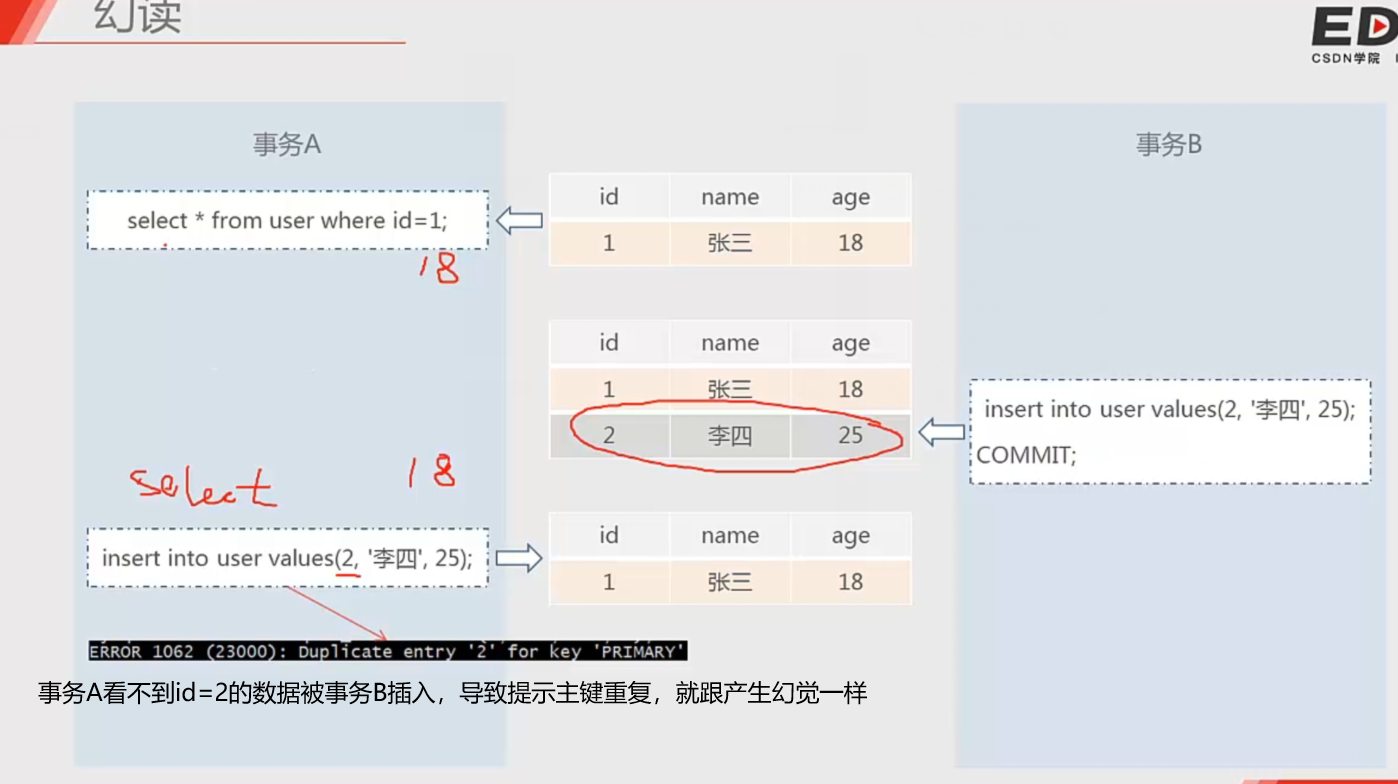 幻读
CSDN学院
事务A
事务B
select * from user where id=1;
id name age
1 张三 18
18
id name age
1 张三 18
2 李四 25
insert into user values(2, '李四', 25);
COMMIT;
select 18
insert into user values(2, '李四', 25);
id name age
1 张三 18
ERROR 1062 (23000): Duplicate entry '2' for key 'PRIMARY'
事务A看不到id=2的数据被事务B插入，导致提示主键重复，就跟产生幻觉一样